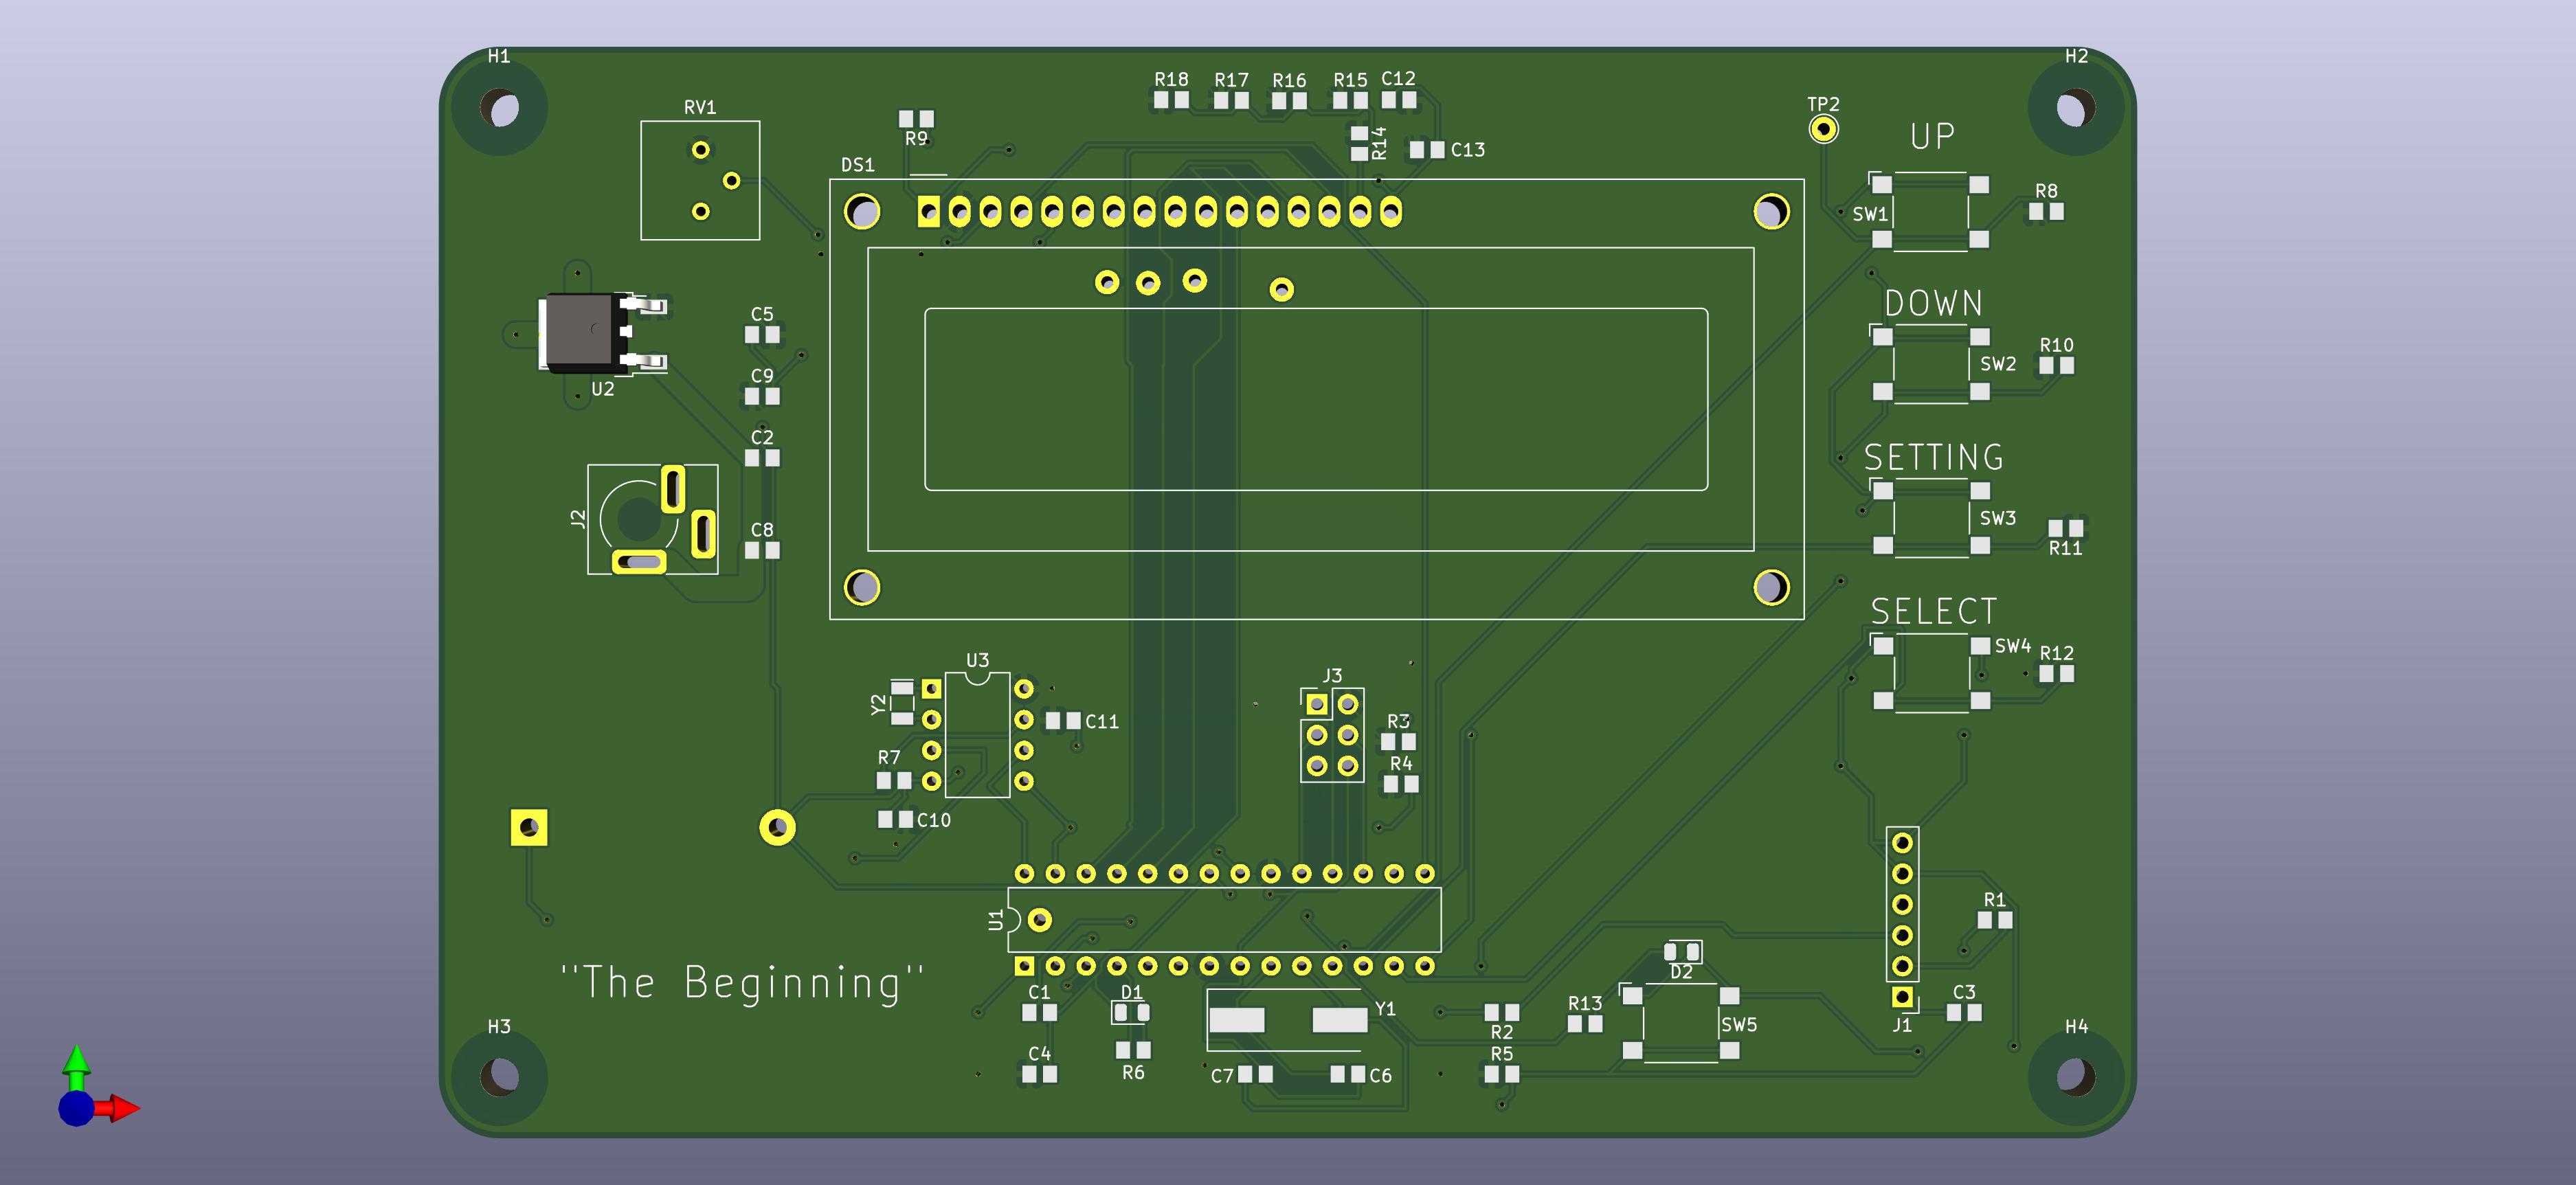 H1
H2
R18 R17 R16 R15 C12
RV1
TP2
R9
R14
C13
UP
DS1
R8
SW1
DOWN
C5
R10
SW2
C9
U2
C2
SETTING
J2
SW3
C8
R11
SELECT
SW4
R12
U3
J3
Y2
C11
R3
R7
R4
C10
R1
U1
D2
"The Beginning"
C1
D1
C3
R13
Y1
SW5
J1
R2
H3
H4
C4
R5
R6
C7
C6